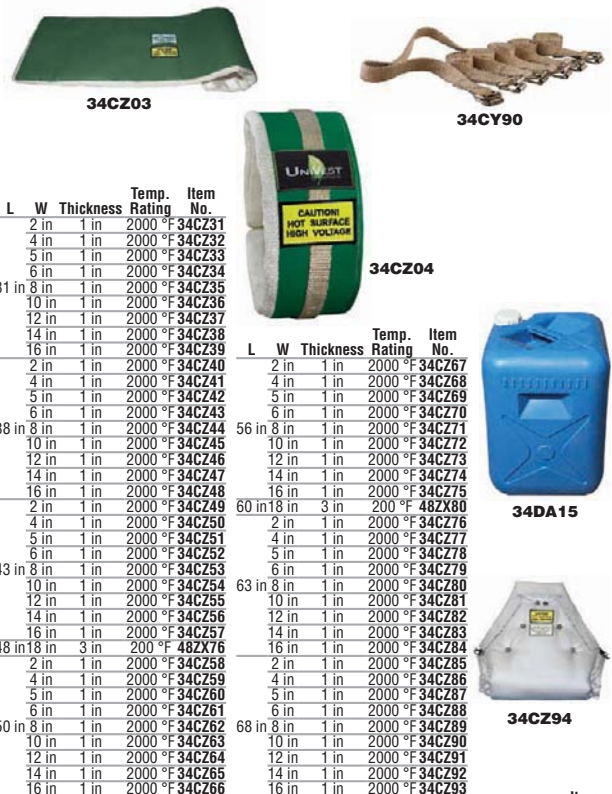 34CZ03
34CY90
UNIVEST
CAUTION!
HOT SURFACE
HIGH VOLTAGE
34CZ04
L W Thickness Temp. Rating Item No.
2 in 1 in 2000 °F 34CZ31
4 in 1 in 2000 °F 34CZ32
5 in 1 in 2000 °F 34CZ33
6 in 1 in 2000 °F 34CZ34
31 in 8 in 1 in 2000 °F 34CZ35
10 in 1 in 2000 °F 34CZ36
12 in 1 in 2000 °F 34CZ37
14 in 1 in 2000 °F 34CZ38
16 in 1 in 2000 °F 34CZ39
2 in 1 in 2000 °F 34CZ40
4 in 1 in 2000 °F 34CZ41
5 in 1 in 2000 °F 34CZ42
6 in 1 in 2000 °F 34CZ43
38 in 8 in 1 in 2000 °F 34CZ44
10 in 1 in 2000 °F 34CZ45
12 in 1 in 2000 °F 34CZ46
14 in 1 in 2000 °F 34CZ47
16 in 1 in 2000 °F 34CZ48
2 in 1 in 2000 °F 34CZ49
4 in 1 in 2000 °F 34CZ50
5 in 1 in 2000 °F 34CZ51
6 in 1 in 2000 °F 34CZ52
43 in 8 in 1 in 2000 °F 34CZ53
10 in 1 in 2000 °F 34CZ54
12 in 1 in 2000 °F 34CZ55
14 in 1 in 2000 °F 34CZ56
16 in 1 in 2000 °F 34CZ57
48 in 18 in 3 in 200 °F 48ZX76
2 in 1 in 2000 °F 34CZ58
4 in 1 in 2000 °F 34CZ59
5 in 1 in 2000 °F 34CZ60
6 in 1 in 2000 °F 34CZ61
50 in 8 in 1 in 2000 °F 34CZ62
10 in 1 in 2000 °F 34CZ63
12 in 1 in 2000 °F 34CZ64
14 in 1 in 2000 °F 34CZ65
16 in 1 in 2000 °F 34CZ66
L W Thickness Temp. Rating Item No.
2 in 1 in 2000 °F 34CZ67
4 in 1 in 2000 °F 34CZ68
5 in 1 in 2000 °F 34CZ69
6 in 1 in 2000 °F 34CZ70
56 in 8 in 1 in 2000 °F 34CZ71
10 in 1 in 2000 °F 34CZ72
12 in 1 in 2000 °F 34CZ73
14 in 1 in 2000 °F 34CZ74
16 in 1 in 2000 °F 34CZ75
60 in 18 in 3 in 200 °F 48ZX80
2 in 1 in 2000 °F 34CZ76
4 in 1 in 2000 °F 34CZ77
5 in 1 in 2000 °F 34CZ78
6 in 1 in 2000 °F 34CZ79
63 in 8 in 1 in 2000 °F 34CZ80
10 in 1 in 2000 °F 34CZ81
12 in 1 in 2000 °F 34CZ82
14 in 1 in 2000 °F 34CZ83
16 in 1 in 2000 °F 34CZ84
2 in 1 in 2000 °F 34CZ85
4 in 1 in 2000 °F 34CZ86
5 in 1 in 2000 °F 34CZ87
6 in 1 in 2000 °F 34CZ88
68 in 8 in 1 in 2000 °F 34CZ89
10 in 1 in 2000 °F 34CZ90
12 in 1 in 2000 °F 34CZ91
14 in 1 in 2000 °F 34CZ92
16 in 1 in 2000 °F 34CZ93
34DA15
34CZ94